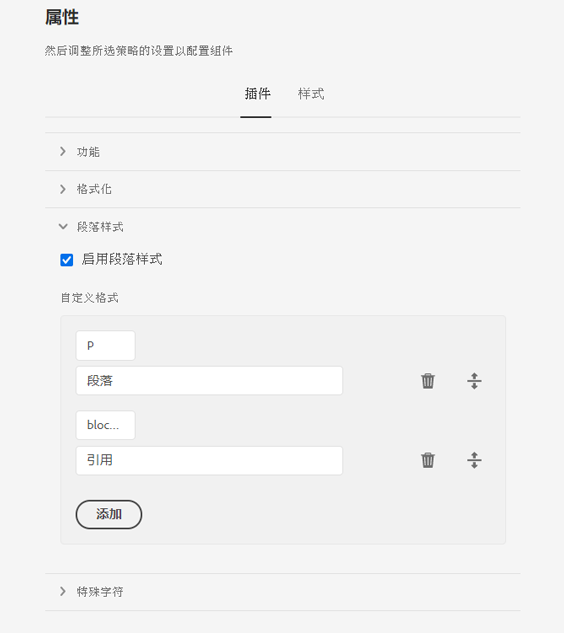 属性
然后调整所选策略的设置以配置组件
插件 样式
功能
格式化
段落样式
启用段落样式
自定义格式
p
段落
bloc...
引用
添加
特殊字符